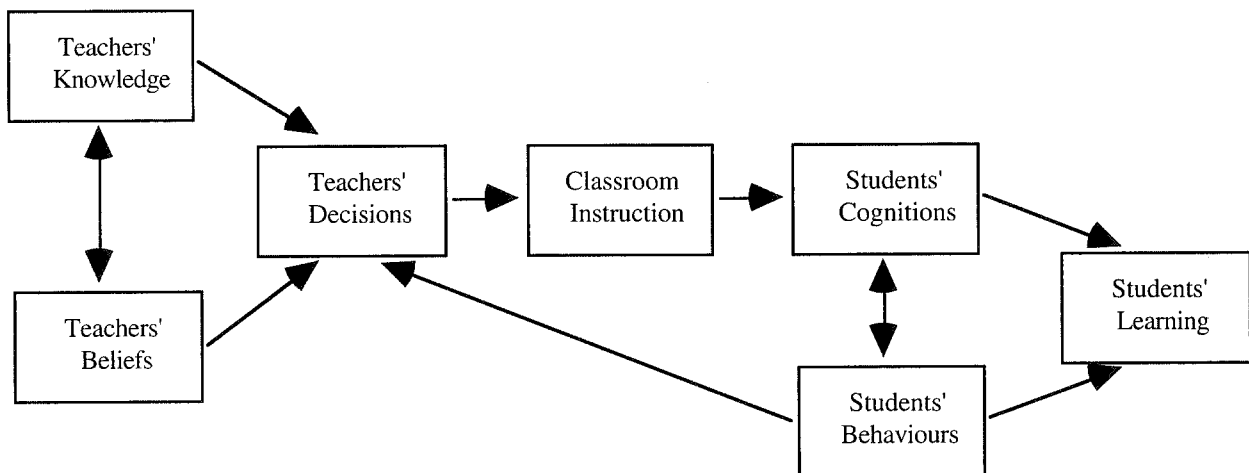 Teachers'
Knowledge
Teachers'
Decisions
Classroom
Instruction
Students'
Cognitions
Students'
Learning
Teachers'
Beliefs
Students'
Behaviours